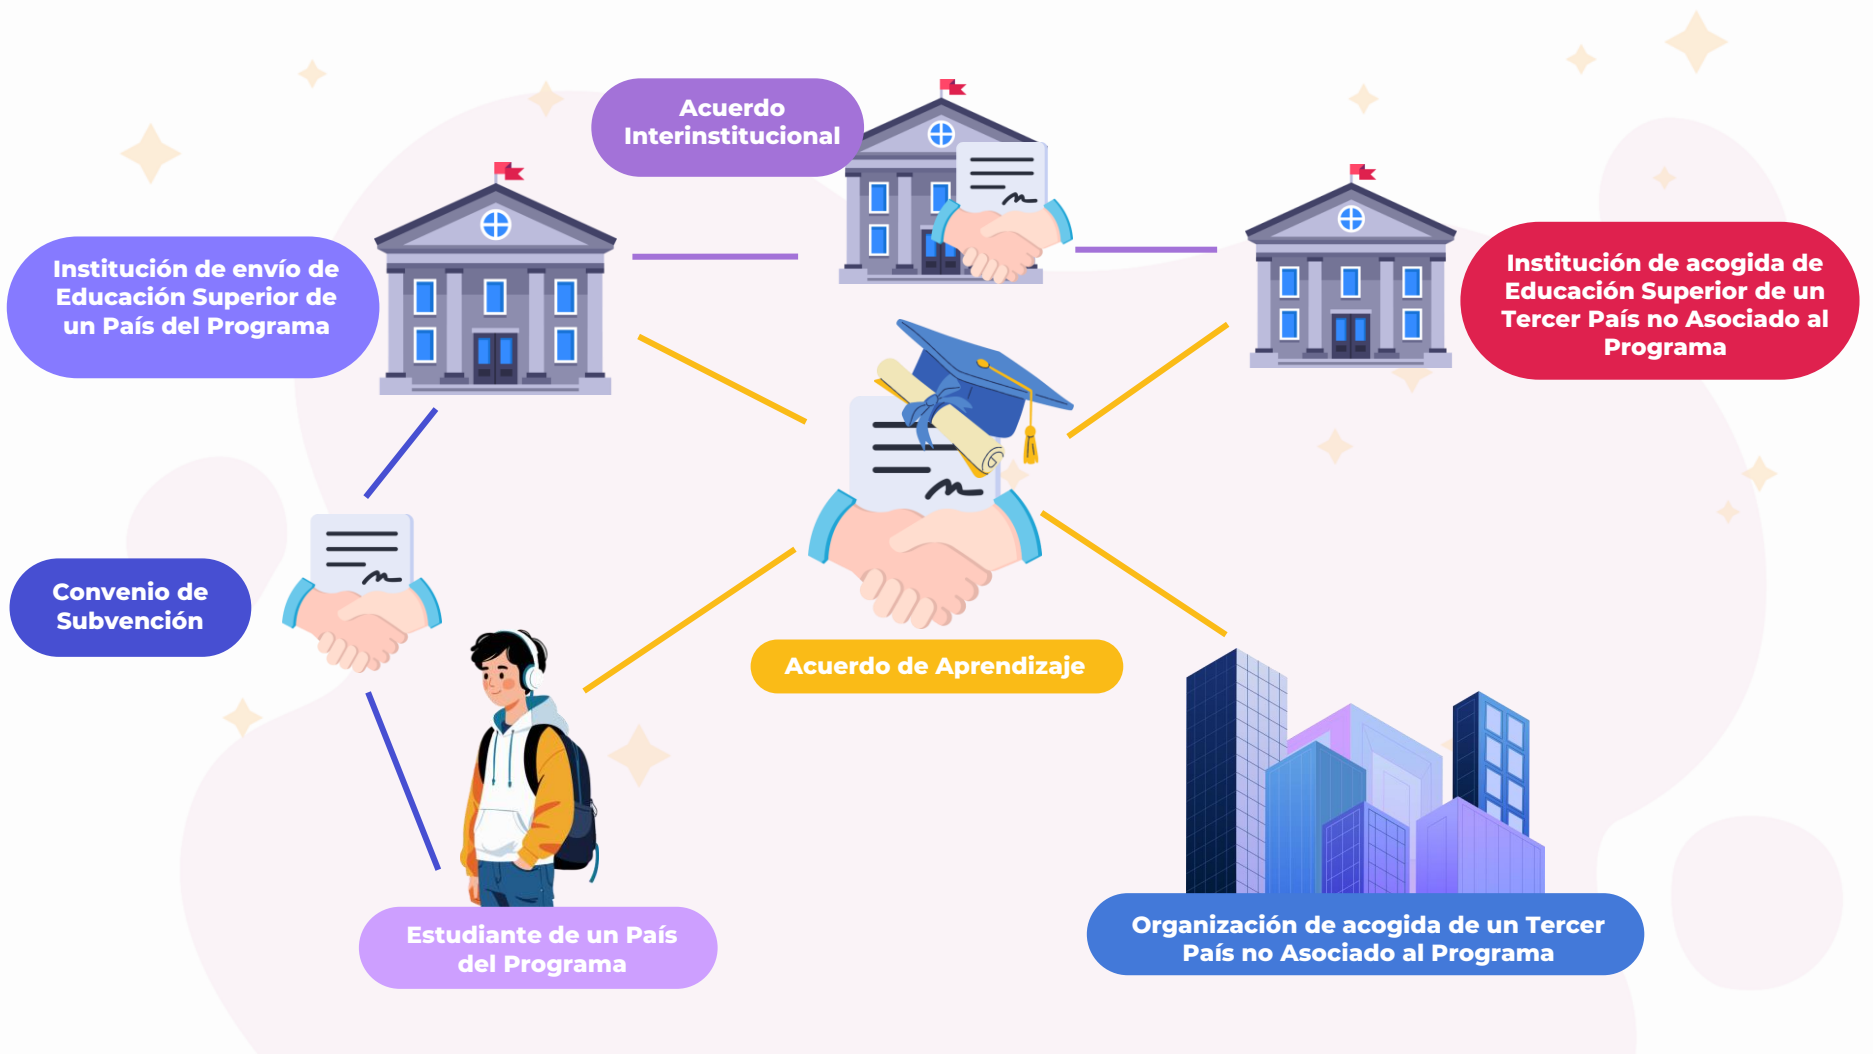 Acuerdo
Interinstitucional
Institución de envío de
Educación Superior de
un País del Programa
Institución de acogida de
Educación Superior de un
Tercer País no Asociado al
Programa
Convenio de
Subvención
Acuerdo de Aprendizaje
Estudiante de un País
del Programa
Organización de acogida de un Tercer
País no Asociado al Programa